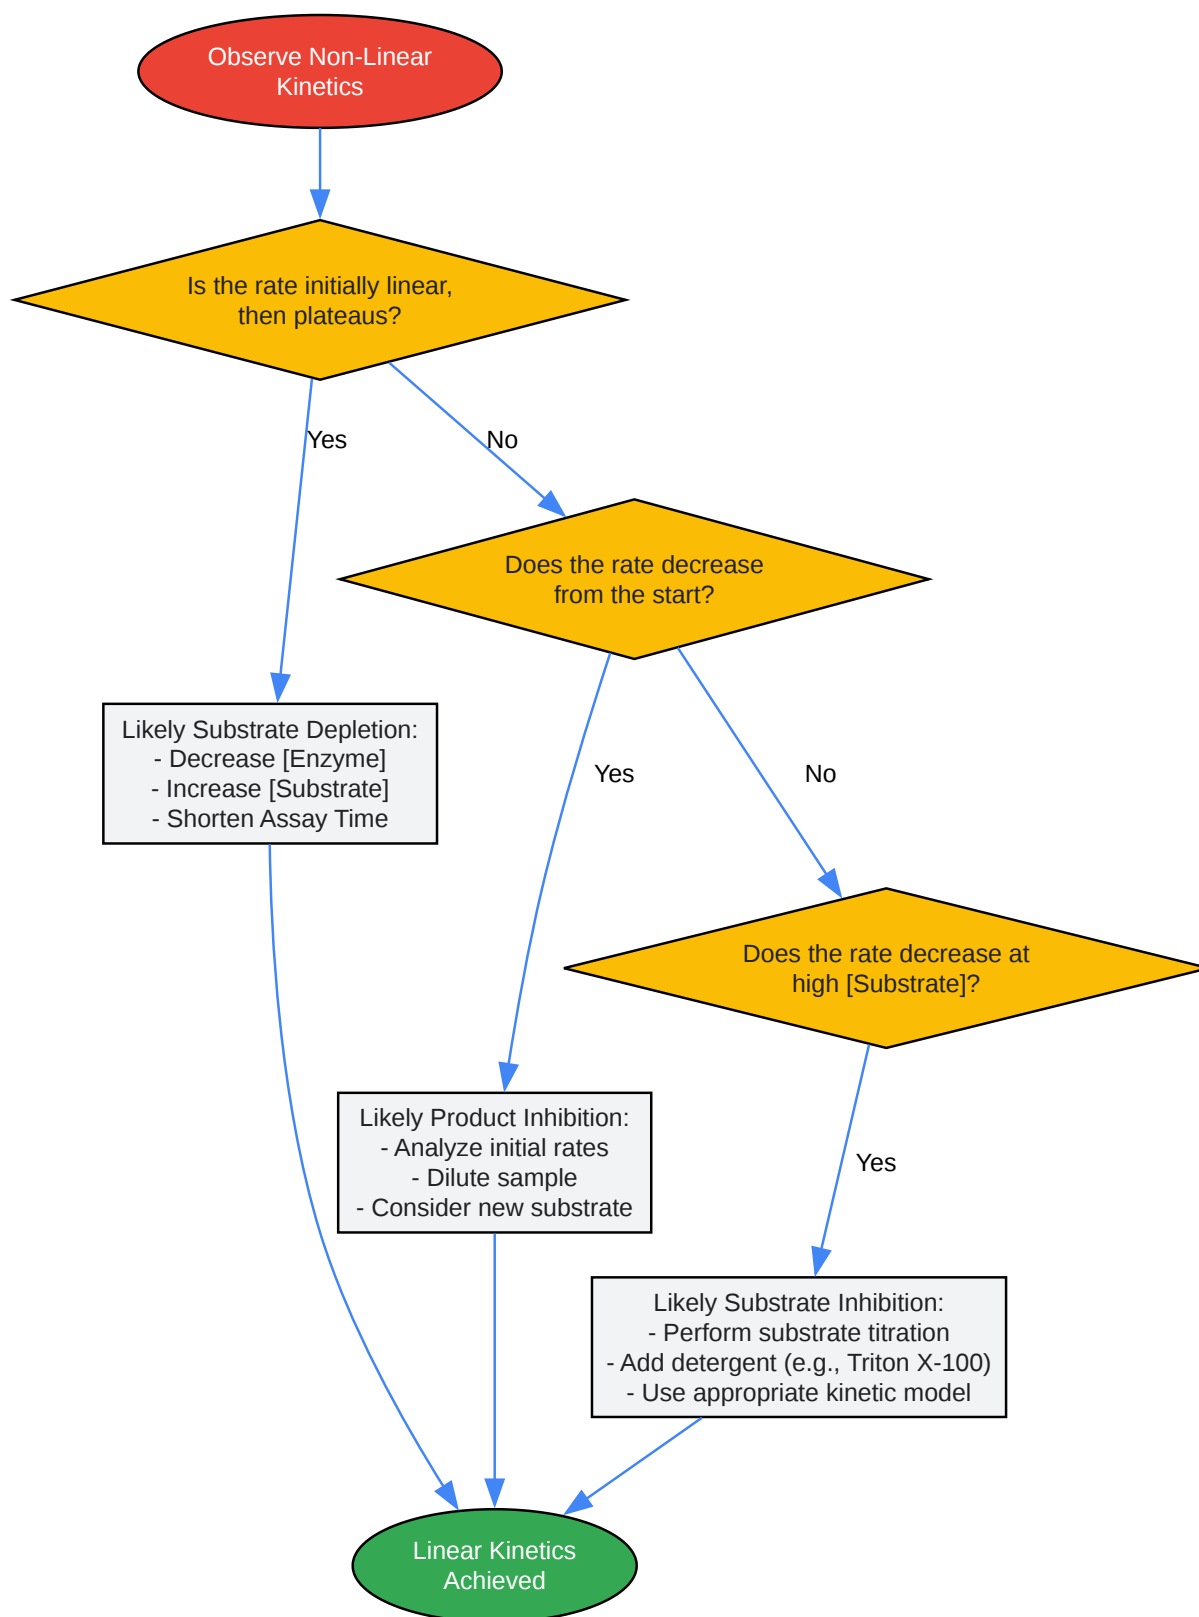 Observe Non-Linear
Kinetics
Is the rate initially linear,
then plateaus?
Yes
No
Does the rate decrease
from the start?
Likely Substrate Depletion:
- Decrease [Enzyme]
- Increase [Substrate]
- Shorten Assay Time
Yes
No
Does the rate decrease at
high [Substrate]?
Likely Product Inhibition:
- Analyze initial rates
- Dilute sample
- Consider new substrate
Yes
Likely Substrate Inhibition:
- Perform substrate titration
- Add detergent (e.g., Triton X-100)
- Use appropriate kinetic model
Linear Kinetics
Achieved